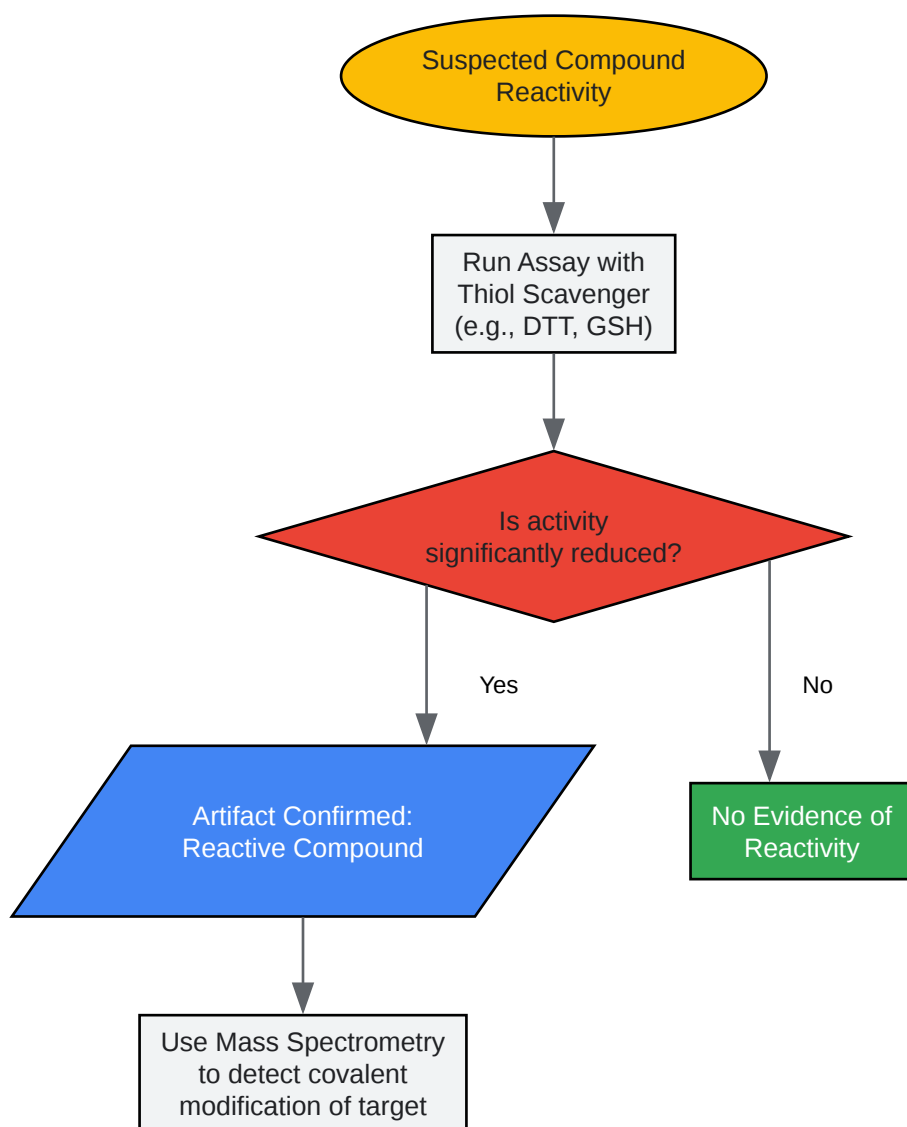 Suspected Compound
Reactivity
Run Assay with
Thiol Scavenger
(e.g., DTT, GSH)
Is activity
significantly reduced?
Yes
No
Artifact Confirmed:
Reactive Compound
No Evidence of
Reactivity
Use Mass Spectrometry
to detect covalent
modification of target